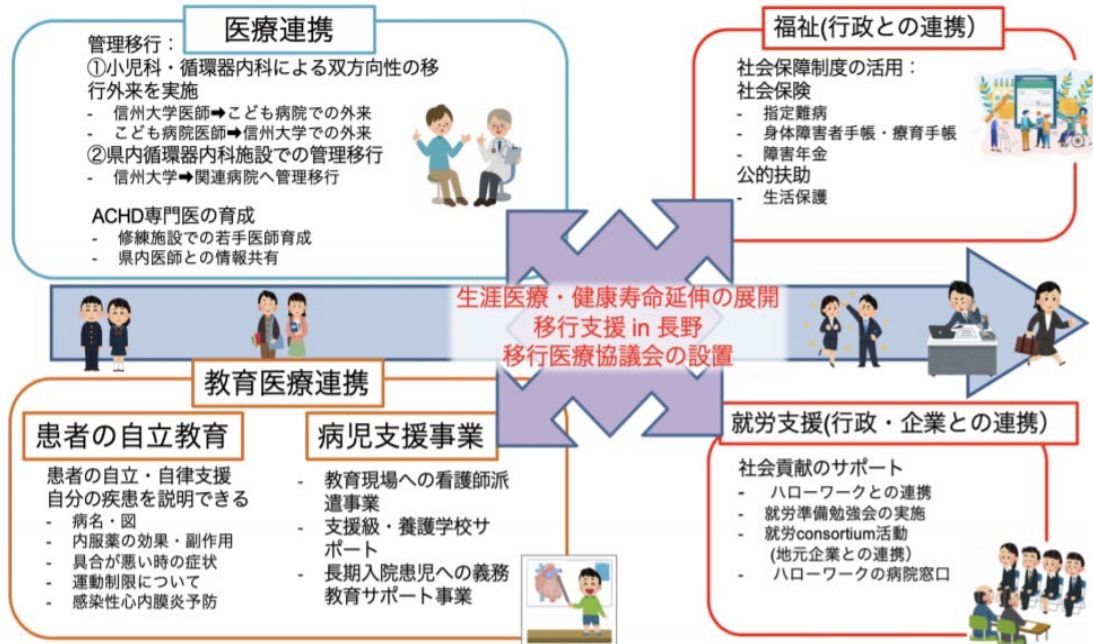 医療連携
管理移行：
①小児科・循環器内科による双方向性の移
行外来を実施
- 信州大学医師➡こども病院での外来
- こども病院医師➡信州大学での外来
②県内循環器内科施設での管理移行
- 信州大学➡関連病院へ管理移行
ACHD専門医の育成
- 修練施設での若手医師育成
- 県内医師との情報共有
福祉(行政との連携）
社会保障制度の活用：
社会保険
- 指定難病
- 身体障害者手帳・療育手帳
- 障害年金
公的扶助
- 生活保護
生涯医療・健康寿命延伸の展開
移行支援 in 長野
移行医療協議会の設置
教育医療連携
患者の自立教育
患者の自立・自律支援
自分の疾患を説明できる
- 病名・図
- 内服薬の効果・副作用
- 具合が悪い時の症状
- 運動制限について
- 感染性心内膜炎予防
病児支援事業
- 教育現場への看護師派
遣事業
- 支援級・養護学校サ
ポート
- 長期入院患児への義務
教育サポート事業
就労支援(行政・企業との連携）
社会貢献のサポート
- ハローワークとの連携
- 就労準備勉強会の実施
- 就労consortium活動
(地元企業との連携）
- ハローワークの病院窓口